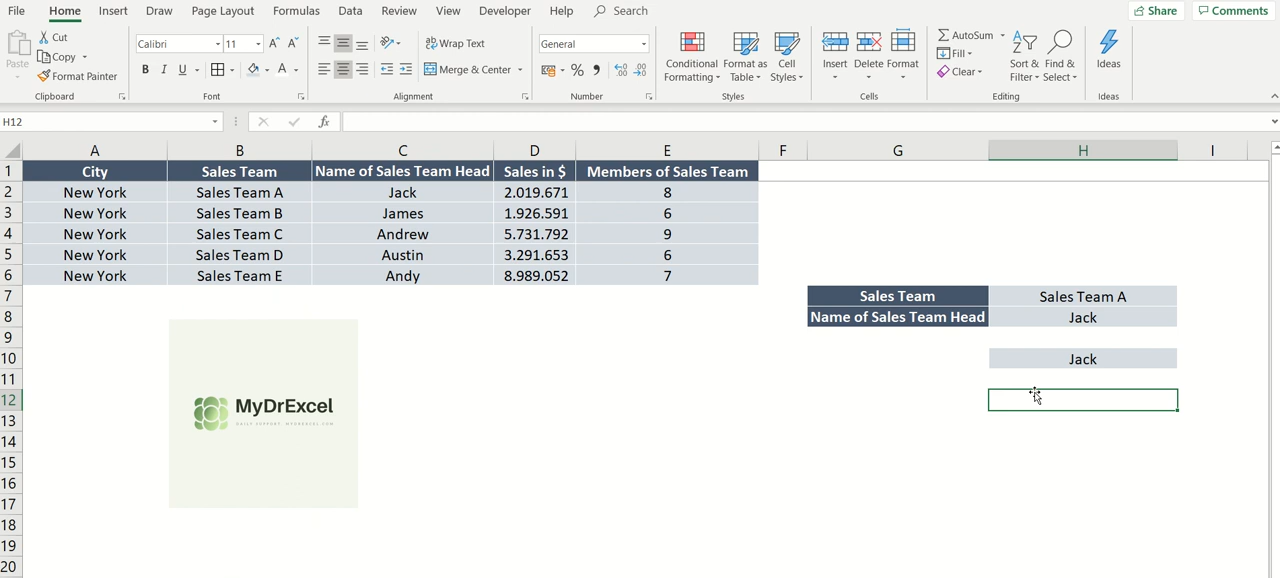 File Home Insert Draw Page Layout Formulas Data Review View Developer Help Search Share Comments
Paste Cut Copy Format Painter Clipboard
Calibri 11 A A B I U A Font
Wrap Text Merge & Center Alignment
General % , Number
Conditional Formatting Format as Table Cell Styles Styles
Insert Delete Format Cells
AutoSum Fill Clear Sort & Filter Find & Select Editing
Ideas Ideas
H12 fx
A B C D E F G H I
1 City Sales Team Name of Sales Team Head Sales in $ Members of Sales Team
2 New York Sales Team A Jack 2.019.671 8
3 New York Sales Team B James 1.926.591 6
4 New York Sales Team C Andrew 5.731.792 9
5 New York Sales Team D Austin 3.291.653 6
6 New York Sales Team E Andy 8.989.052 7
7 Sales Team Sales Team A
8 Name of Sales Team Head Jack
9
10 Jack
11
12
13
14
15
16
17
18
19
20
MyDrExcel